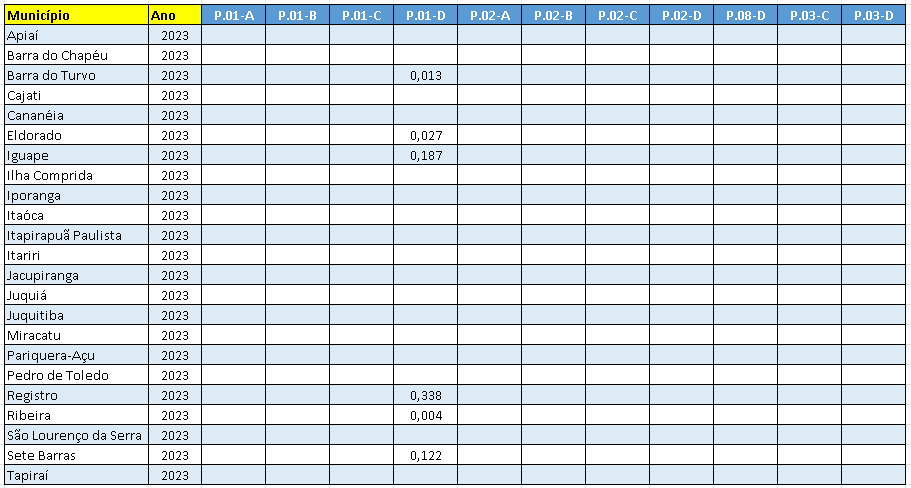 Município Ano P.01-A P.01-B P.01-C P.01-D P.02-A P.02-B P.02-C P.02-D P.08-D P.03-C P.03-D
Apiaí 2023
Barra do Chapéu 2023
Barra do Turvo 2023 0,013
Cajati 2023
Cananéia 2023
Eldorado 2023 0,027
Iguape 2023 0,187
Ilha Comprida 2023
Iporanga 2023
Itaóca 2023
Itapirapuã Paulista 2023
Itariri 2023
Jacupiranga 2023
Juquiá 2023
Juquitiba 2023
Miracatu 2023
Pariquera-Açu 2023
Pedro de Toledo 2023
Registro 2023 0,338
Ribeira 2023 0,004
São Lourenço da Serra 2023
Sete Barras 2023 0,122
Tapiraí 2023